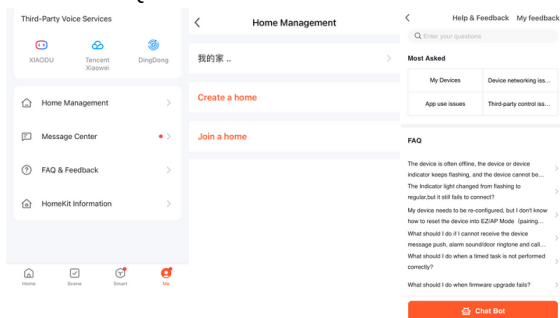 Third-Party Voice Services
XIAODU
Tencent
Xiaowei
DingDong
Home Management
Message Center
FAQ & Feedback
HomeKit Information
Home
Scene
Smart
Me
Home Management
我的家 ..
Create a home
Join a home
Help & Feedback
My feedback
Enter your questions
Most Asked
My Devices
Device networking iss...
App use issues
Third-party control iss...
FAQ
The device is often offline, the device or device
indicator keeps flashing, and the device cannot be...
The Indicator light changed from flashing to
regular,but it still fails to connect?
My device needs to be re-configured, but I don't know
how to reset the device into EZ/AP Mode (pairing...
What should I do if I cannot receive the device
message push, alarm sound/door ringtone and call...
What should I do when a timed task is not performed
correctly?
What should I do when firmware upgrade fails?
Chat Bot